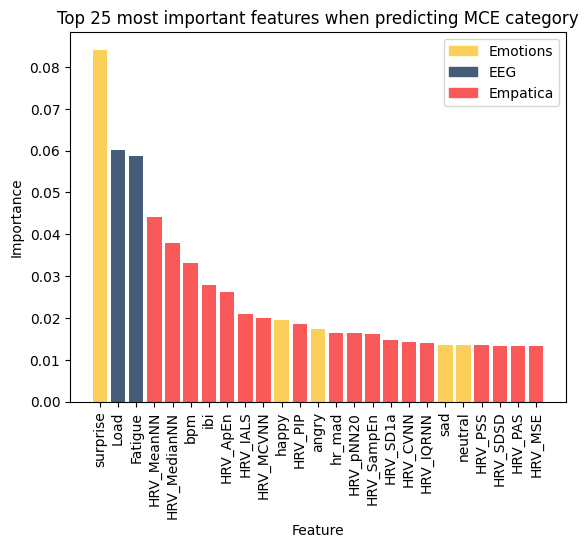 Top 25 most important features when predicting MCE category
Emotions
EEG
Empatica
Importance
0.08
0.07
0.06
0.05
0.04
0.03
0.02
0.01
0.00
surprise
Load
Fatigue
HRV_MeanNN
HRV_MedianNN
bpm
ibi
HRV_ApEn
HRV_IALS
HRV_MCVNN
happy
HRV_PIP
angry
hr_mad
HRV_pNN20
HRV_SampEn
HRV_SD1a
HRV_CVNN
HRV_IQRNN
sad
neutral
HRV_PSS
HRV_SDSD
HRV_PAS
HRV_MSE
Feature